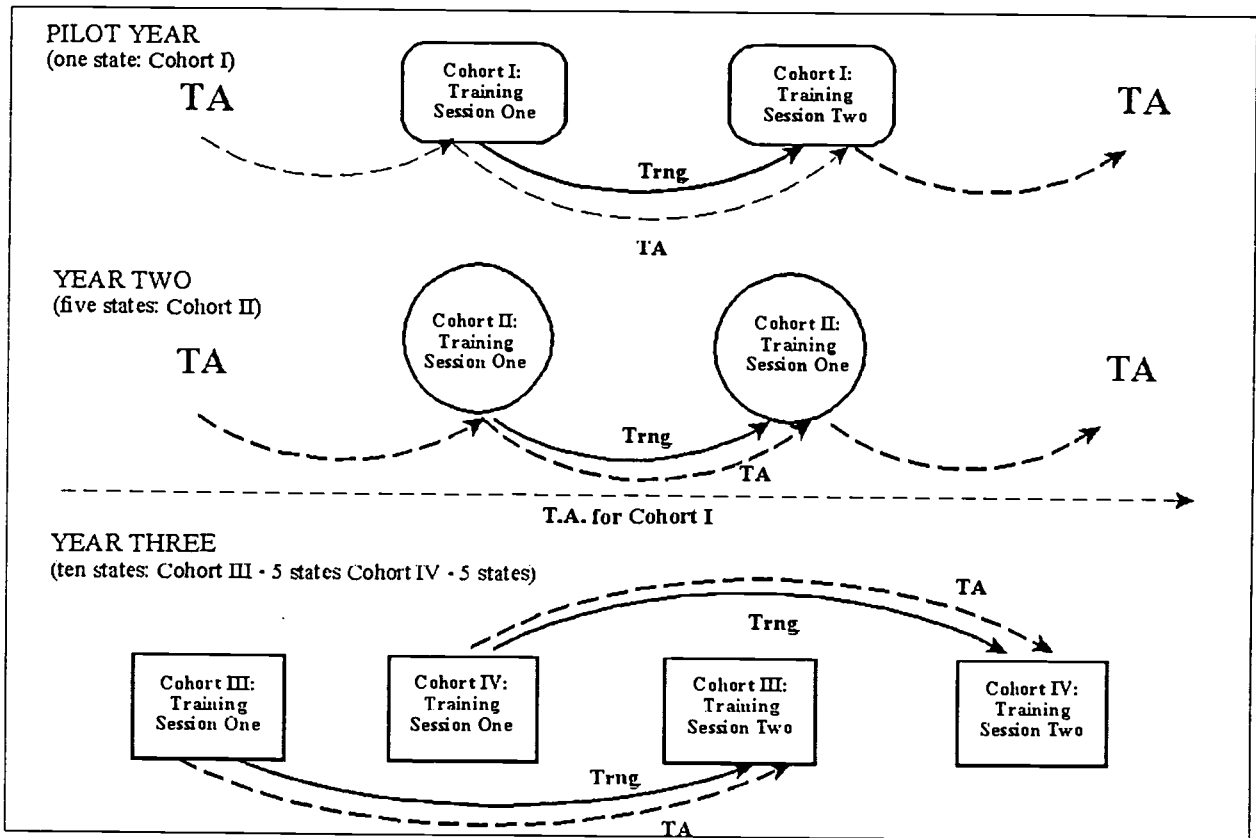 PILOT YEAR
(one state: Cohort I)
TA
Cohort I:
Training
Session One
Cohort I:
Training
Session Two
TA
Trng
TA
YEAR TWO
(five states: Cohort II)
TA
Cohort II:
Training
Session One
Cohort II:
Training
Session One
TA
Trng
TA
T.A. for Cohort I
YEAR THREE
(ten states: Cohort III - 5 states Cohort IV - 5 states)
TA
Trng
Cohort III:
Training
Session One
Cohort IV:
Training
Session One
Cohort III:
Training
Session Two
Cohort IV:
Training
Session Two
Trng
TA